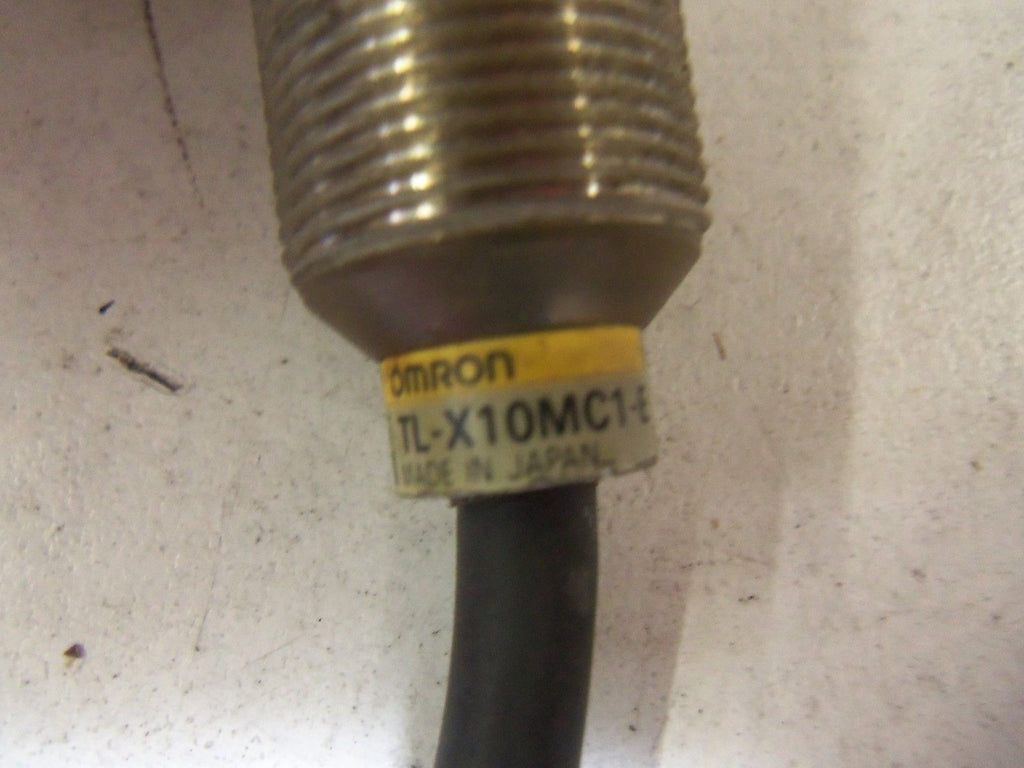 OMRON
TL-X10MC1-E
MADE IN JAPAN